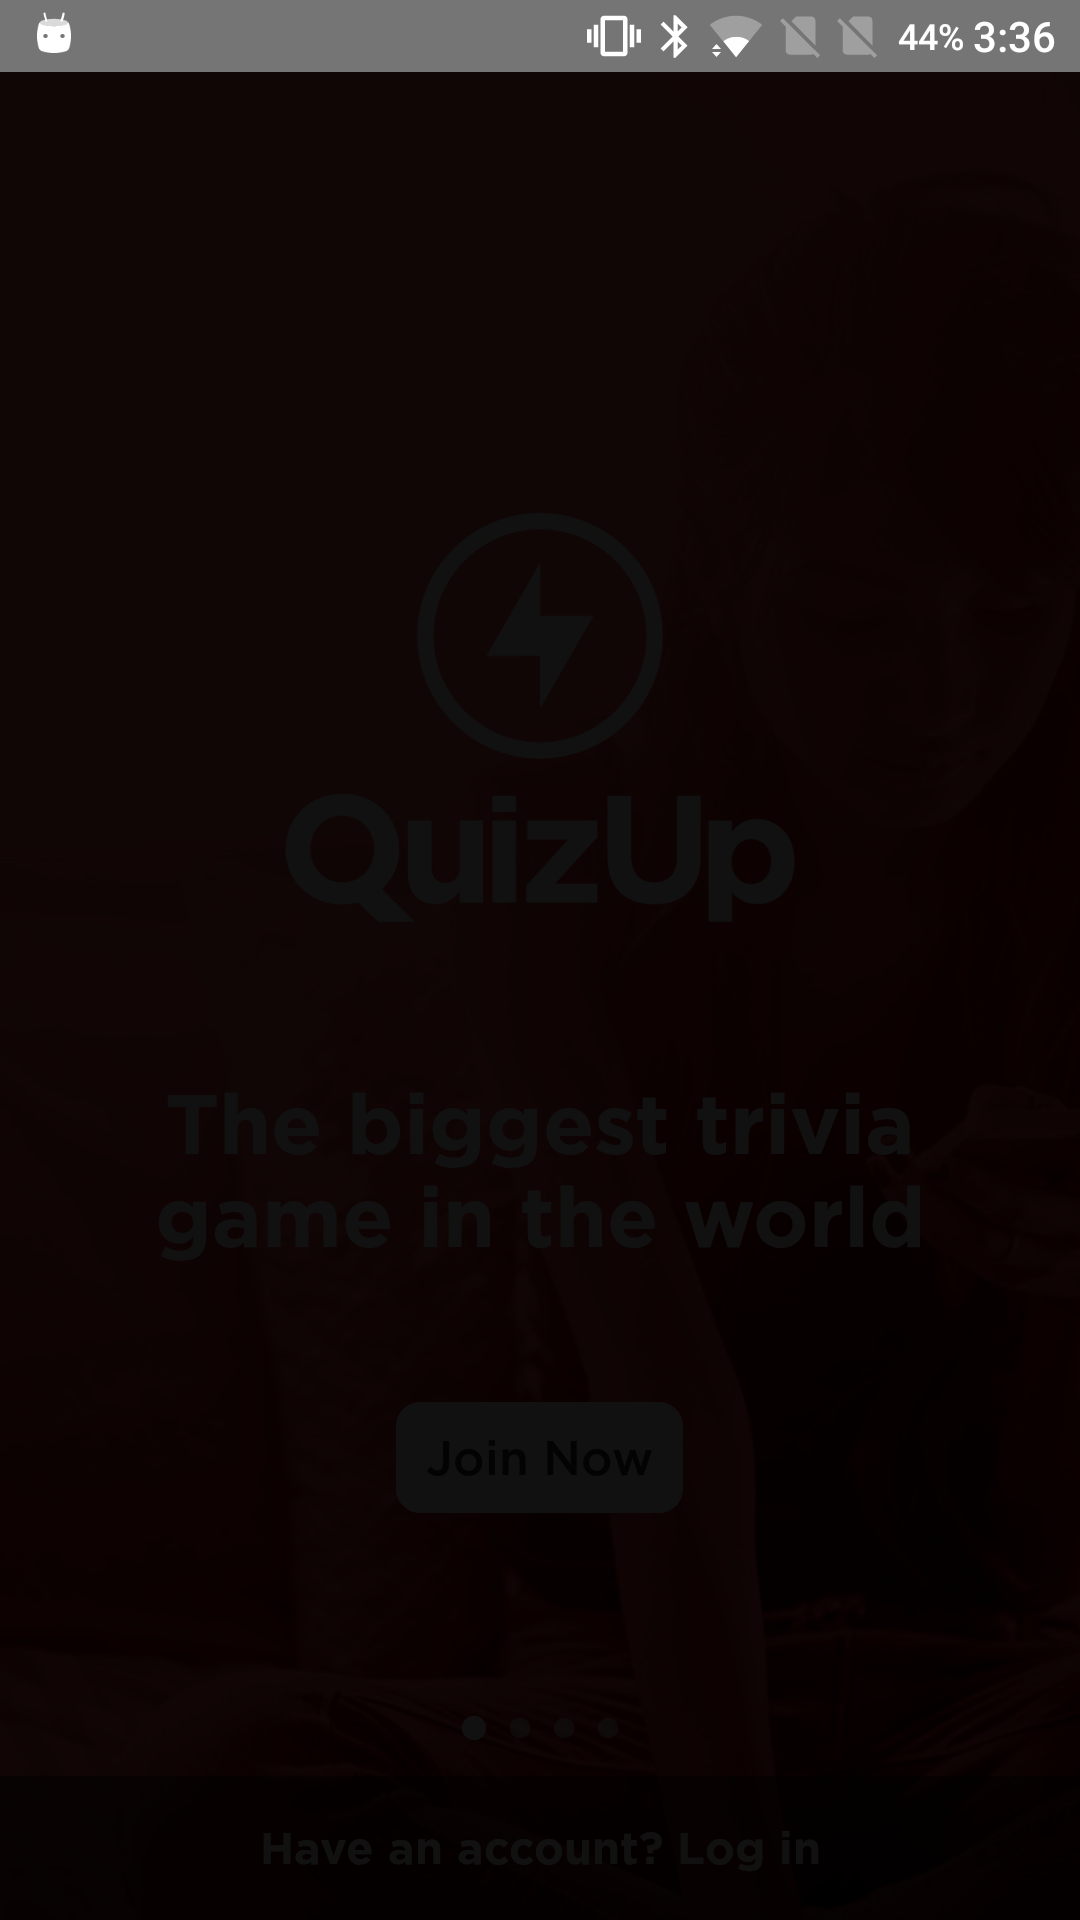 44% 3:36
QuizUp
The biggest trivia
game in the world
Join Now
Have an account? Log in